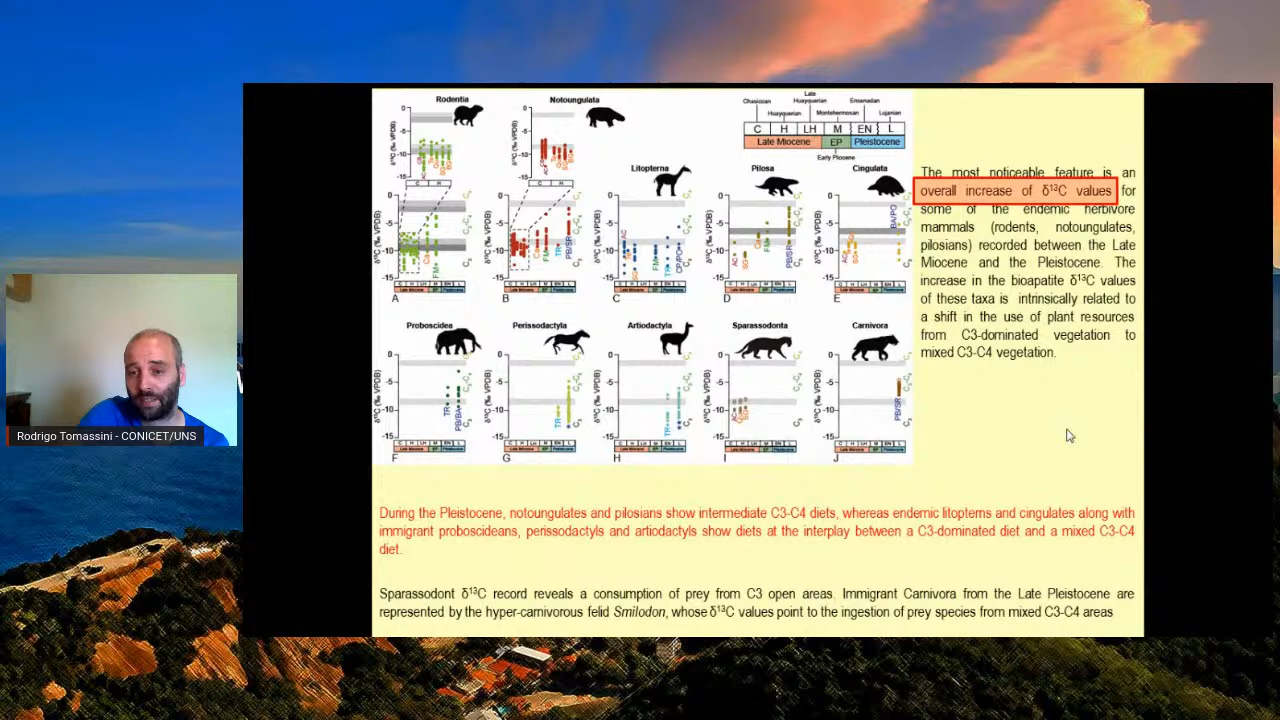 Rodentia
Notoungulata
Late
Chasicoan
Huayquerian
Ensenadan
Huayquerian
Montehermosan
Lujanian
C H LH M EN L
Late Miocene EP Pleistocene
Early Pliocene
Litopterna
Pilosa
Cingulata
δ¹³C (‰ VPDB)
A
B
C
D
E
The most noticeable feature is an
overall increase of δ¹³C values for
some of the endemic herbivore
mammals (rodents, notoungulates,
pilosians) recorded between the Late
Miocene and the Pleistocene. The
increase in the bioapatite δ¹³C values
of these taxa is intrinsically related to
a shift in the use of plant resources
from C3-dominated vegetation to
mixed C3-C4 vegetation.
Proboscidea
Perissodactyla
Artiodactyla
Sparassodonta
Carnivora
δ¹³C (‰ VPDB)
F
G
H
I
J
Rodrigo Tomassini - CONICET/UNS
During the Pleistocene, notoungulates and pilosians show intermediate C3-C4 diets, whereas endemic litopterns and cingulates along with
immigrant proboscideans, perissodactyls and artiodactyls show diets at the interplay between a C3-dominated diet and a mixed C3-C4
diet.
Sparassodont δ¹³C record reveals a consumption of prey from C3 open areas. Immigrant Carnivora from the Late Pleistocene are
represented by the hyper-carnivorous felid Smilodon, whose δ¹³C values point to the ingestion of prey species from mixed C3-C4 areas